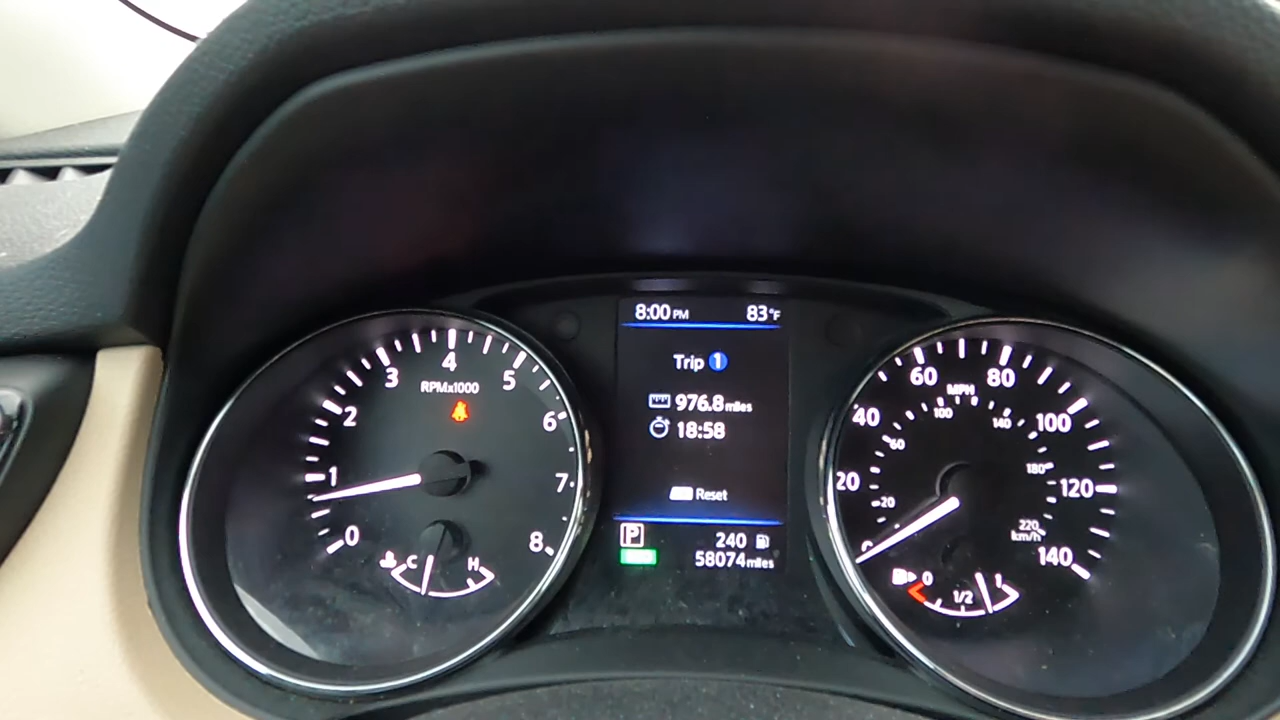 8:00 PM 83°F
Trip 1
976.8 miles
18:58
Reset
P 240
58074 miles
0 1 2 3 4 5 6 7 8
RPMx1000
C H
0 20 40 60 80 100 120 140
MPH
20 60 100 140 180 220
km/h
0 1/2 1